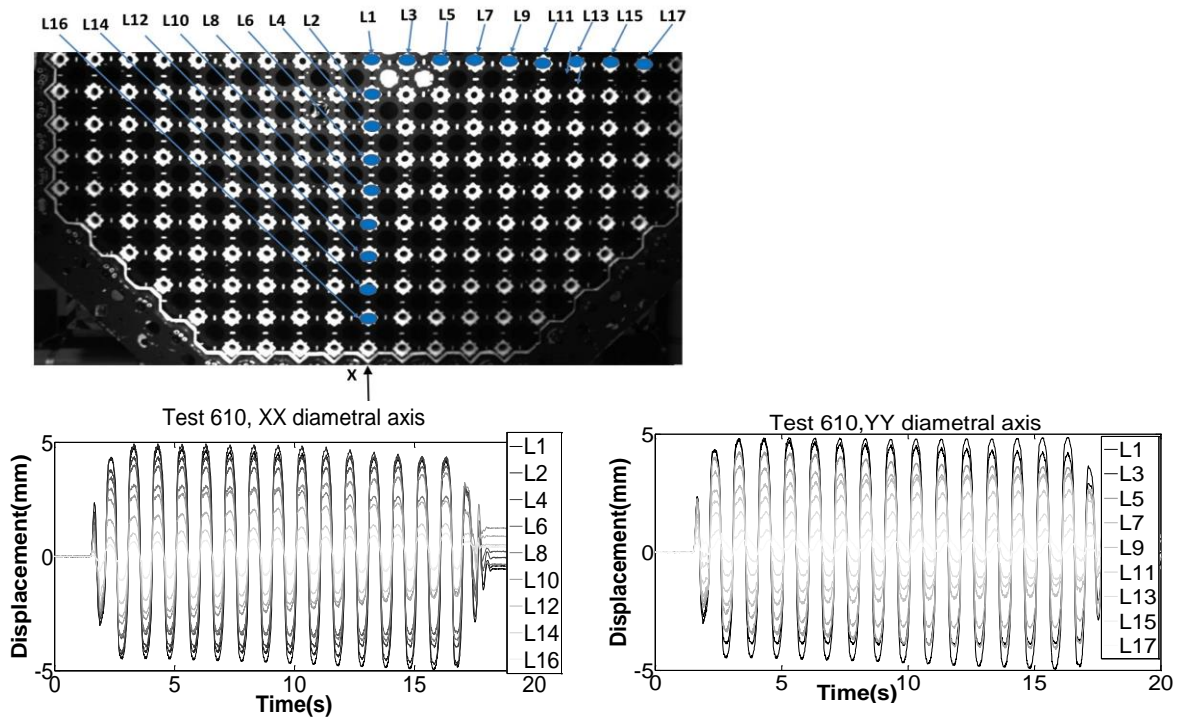 L16 L14 L12 L10 L8 L6 L4 L2 L1 L3 L5 L7 L9 L11 L13 L15 L17
X
Test 610, XX diametral axis
Displacement(mm)
5
0
-5
0 5 10 15 20
Time(s)
L1
L2
L4
L6
L8
L10
L12
L14
L16
Test 610,YY diametral axis
Displacement(mm)
5
0
-5
0 5 10 15 20
Time(s)
L1
L3
L5
L7
L9
L11
L13
L15
L17